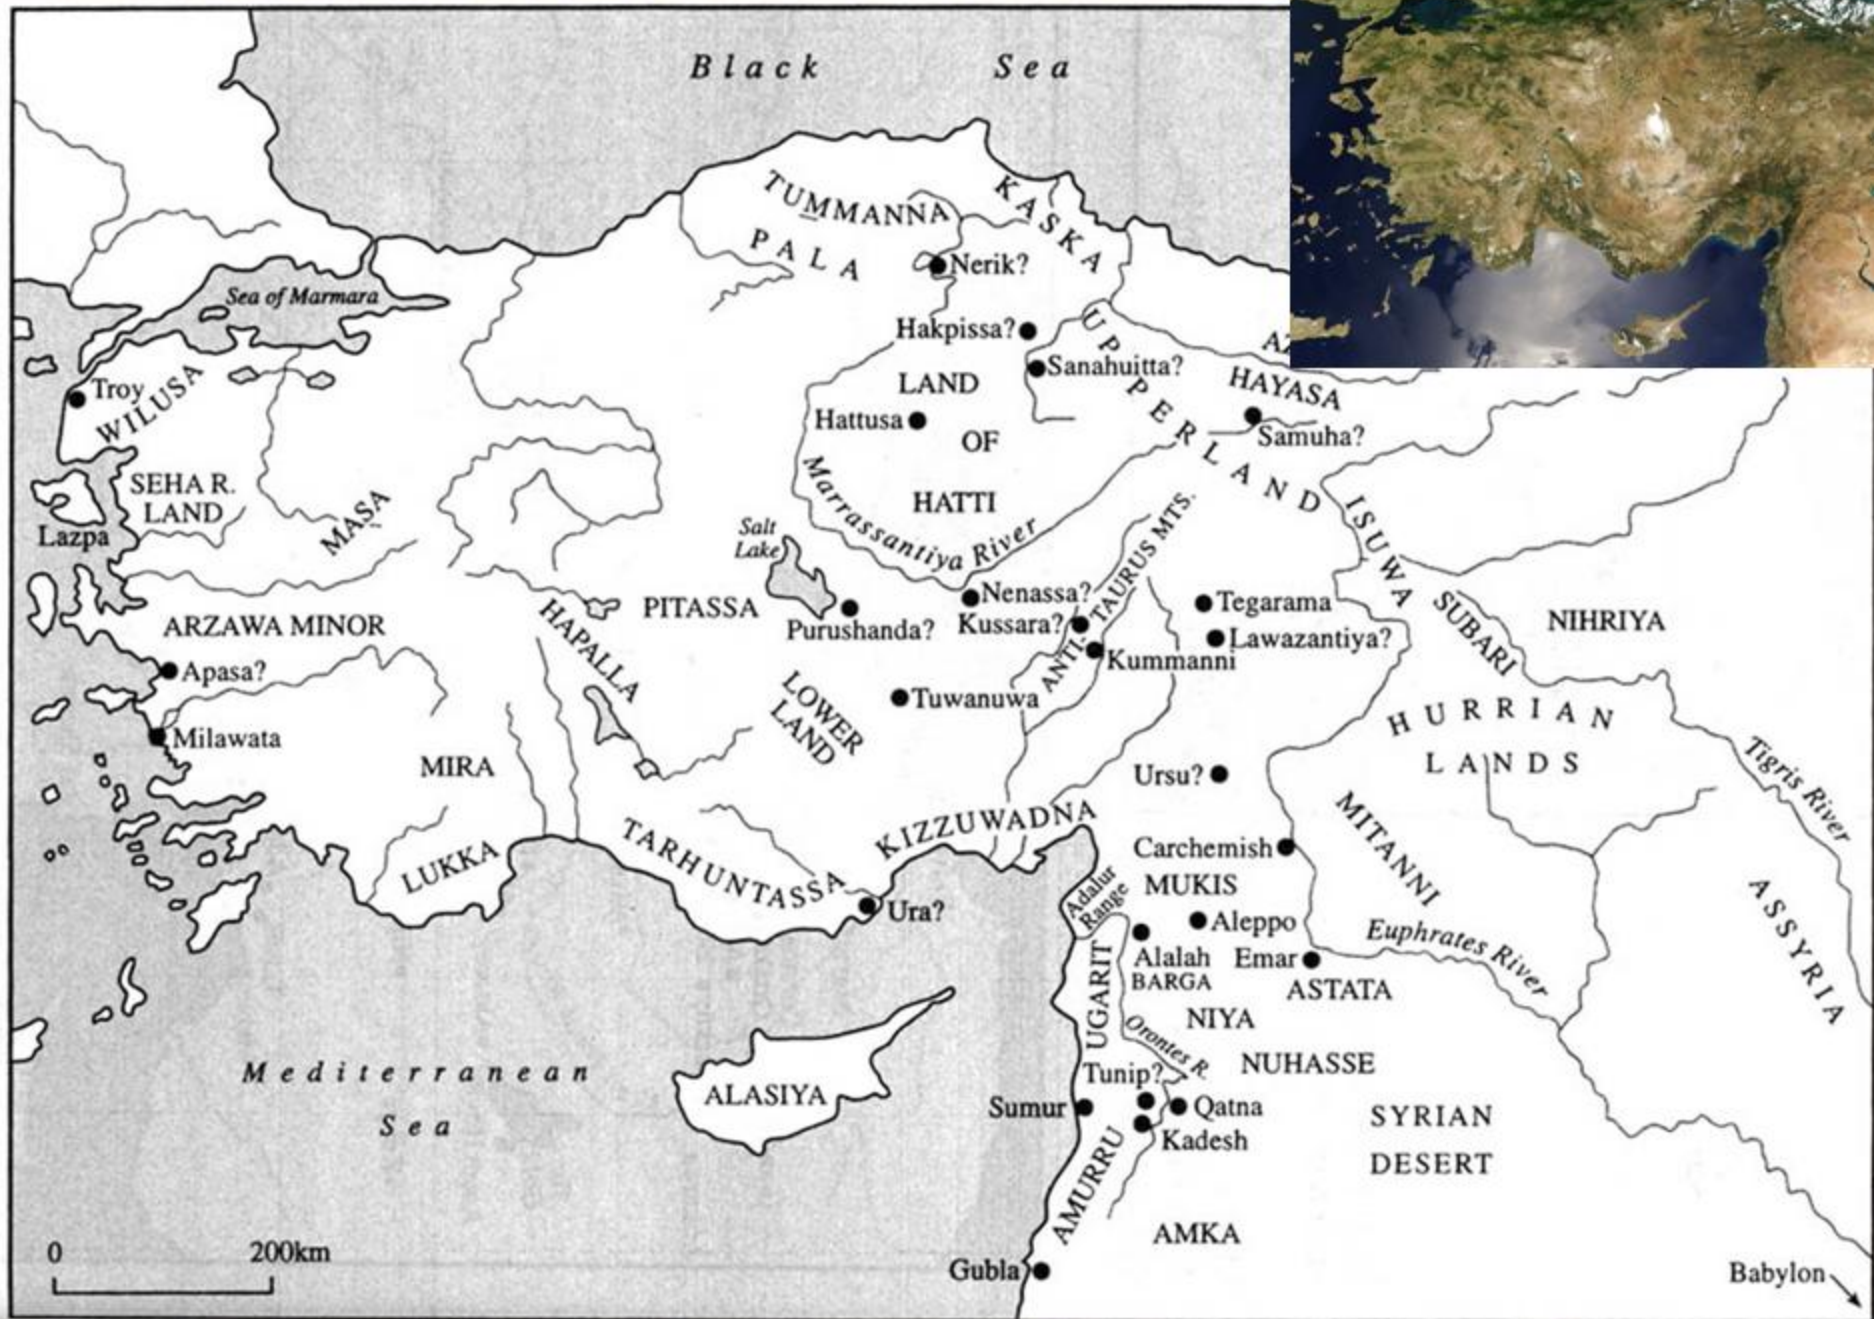 Black Sea
TUMMANNA
KASKA
PALA
Nerik?
Sea of Marmara
Hakpissa?
UPPER LAND
Sanahuitta?
HAYASA
Troy
WILUSA
LAND
OF
HATTI
Hattusa
Samuha?
Marrassantiya River
SEHA R.
LAND
MASA
Lazpa
Salt
Lake
ANTI-TAURUS MTS.
ISUWA
SUBARI
NIHRIYA
ARZAWA MINOR
HAPALLA
PITASSA
Purushanda?
Nenassa?
Kussara?
Tegarama
Lawazantiya?
Kummanni
Apasa?
Milawata
MIRA
LOWER
LAND
Tuwanuwa
HURRIAN
LANDS
Tigris River
Ursu?
LUKKA
TARHUNTASSA
KIZZUWADNA
Carchemish
MITANNI
ASSYRIA
Adalur
Range
MUKIS
Ura?
Aleppo
Alalah
Emar
Euphrates River
BARGA
ASTATA
UGARIT
NIYA
Orontes R.
NUHASSE
Mediterranean
Sea
ALASIYA
Tunip?
Sumur
Qatna
Kadesh
SYRIAN
DESERT
AMURRU
AMKA
0 200km
Gubla
Babylon